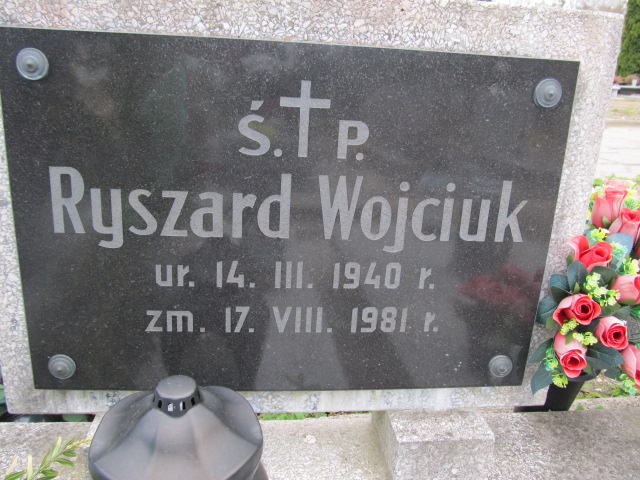 Ś. P.
Ryszard Wojciuk
ur. 14. III. 1940 r.
zm. 17. VIII. 1981 r.